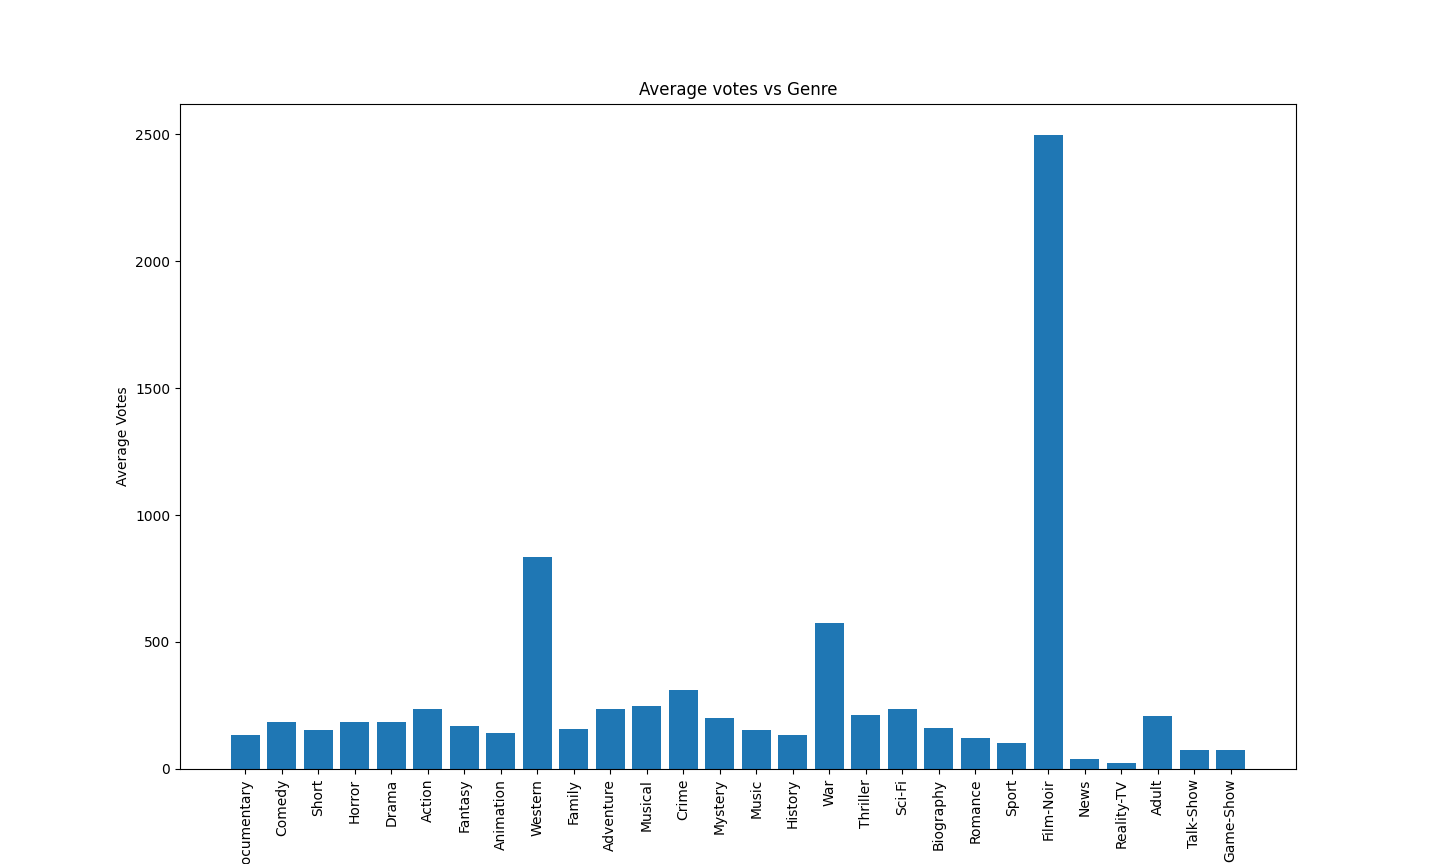 Average votes vs Genre
Average Votes
2500
2000
1500
1000
500
0
ocumentary
Comedy
Short
Horror
Drama
Action
Fantasy
Animation
Western
Family
Adventure
Musical
Crime
Mystery
Music
History
War
Thriller
Sci-Fi
Biography
Romance
Sport
Film-Noir
News
Reality-TV
Adult
Talk-Show
Game-Show